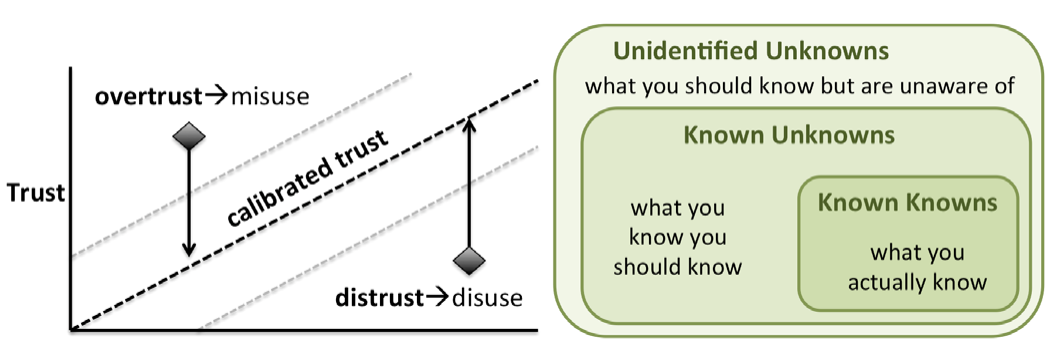 overtrust→misuse
calibrated trust
Trust
distrust→disuse
Unidentified Unknowns
what you should know but are unaware of
Known Unknowns
what you
know you
should know
Known Knowns
what you
actually know